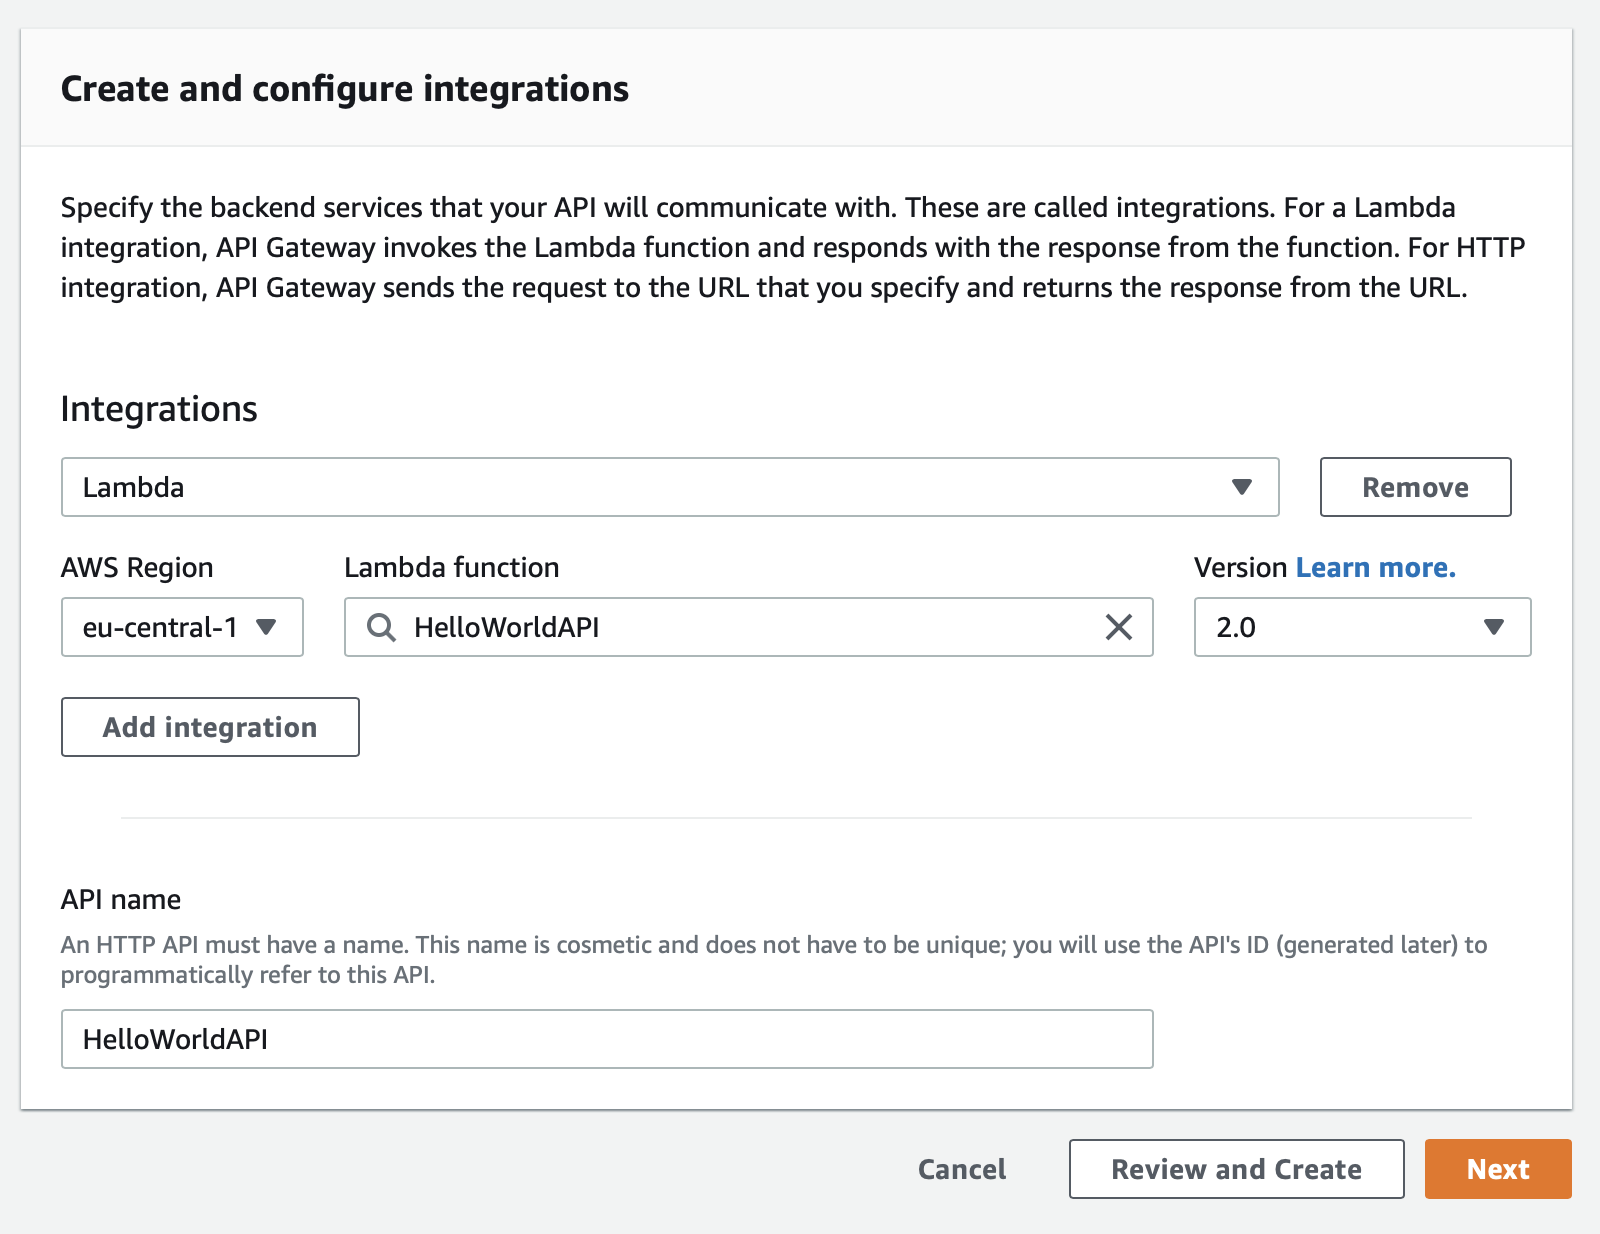 Create and configure integrations
Specify the backend services that your API will communicate with. These are called integrations. For a Lambda
integration, API Gateway invokes the Lambda function and responds with the response from the function. For HTTP
integration, API Gateway sends the request to the URL that you specify and returns the response from the URL.
Integrations
Lambda
Remove
AWS Region
Lambda function
Version Learn more.
eu-central-1
HelloWorldAPI
2.0
Add integration
API name
An HTTP API must have a name. This name is cosmetic and does not have to be unique; you will use the API's ID (generated later) to
programmatically refer to this API.
HelloWorldAPI
Cancel
Review and Create
Next